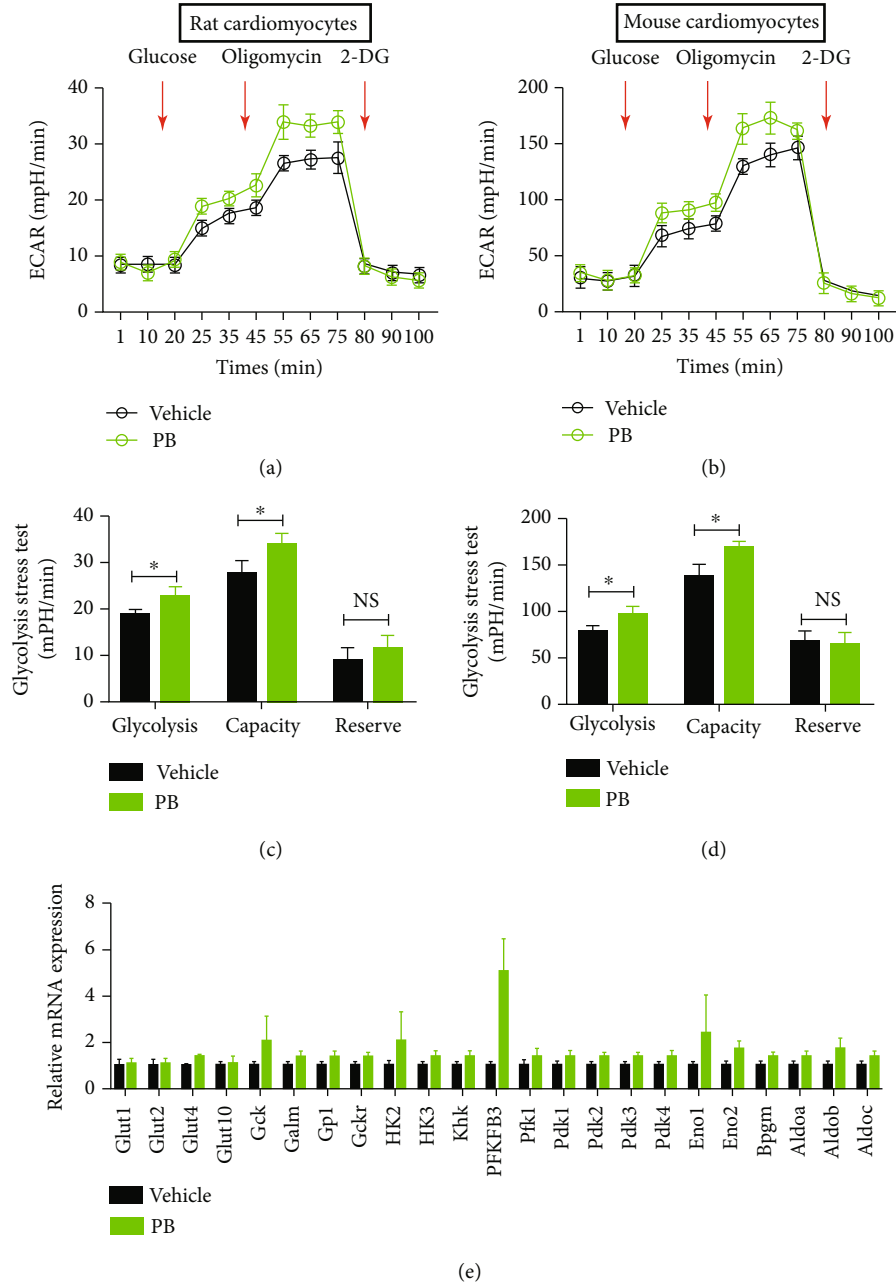 Rat cardiomyocytes
Glucose Oligomycin 2-DG
40
30
20
10
0
ECAR (mpH/min)
1 10 20 25 35 45 55 65 75 80 90 100
Times (min)
Vehicle
PB
(a)
Mouse cardiomyocytes
Glucose Oligomycin 2-DG
200
150
100
50
0
ECAR (mpH/min)
1 10 20 25 35 45 55 65 75 80 90 100
Times (min)
Vehicle
PB
(b)
Glycolysis stress test
(mPH/min)
40
30
20
10
0
* * NS
Glycolysis Capacity Reserve
Vehicle
PB
(c)
Glycolysis stress test
(mPH/min)
200
150
100
50
0
* * NS
Glycolysis Capacity Reserve
Vehicle
PB
(d)
Relative mRNA expression
8
6
4
2
0
Glut1
Glut2
Glut4
Glut10
Gck
Galm
Gp1
Gckr
HK2
HK3
Khk
PFKFB3
Pfk1
Pdk1
Pdk2
Pdk3
Pdk4
Eno1
Eno2
Bpgm
Aldoa
Aldob
Aldoc
Vehicle
PB
(e)